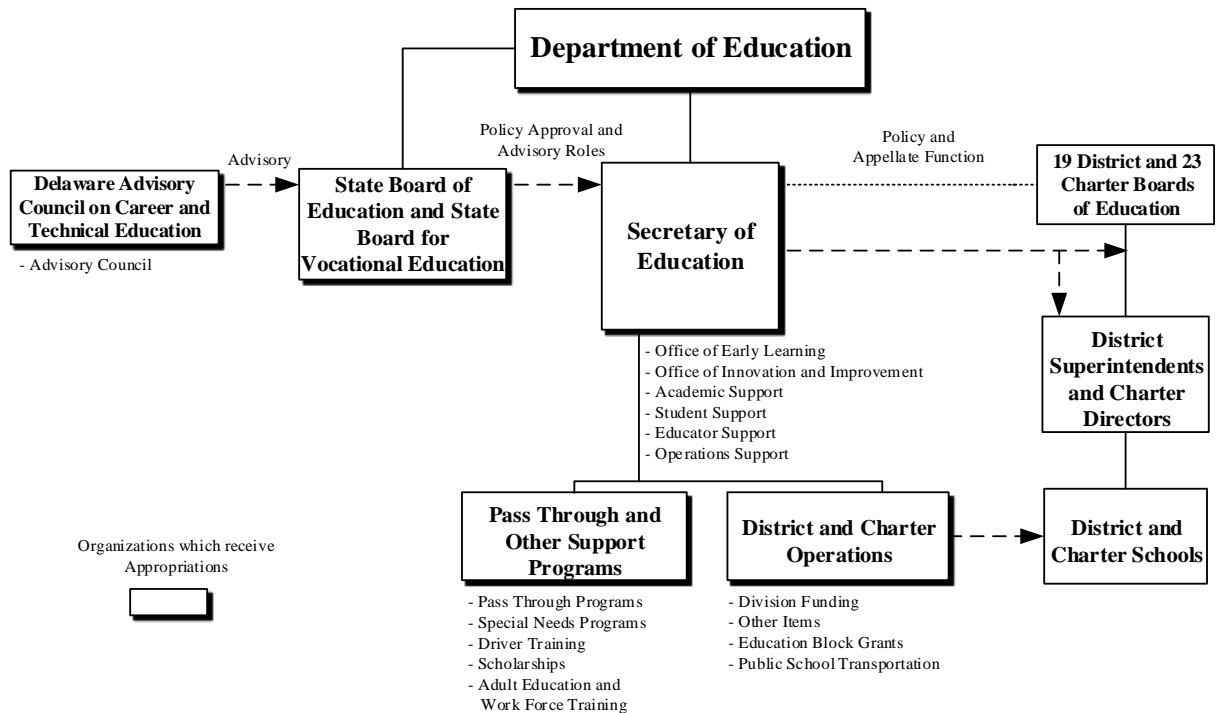 Department of Education
Policy Approval and
Advisory Roles
Policy and
Appellate Function
Advisory
Delaware Advisory
Council on Career and
Technical Education
- Advisory Council
State Board of
Education and State
Board for
Vocational Education
Secretary of
Education
19 District and 23
Charter Boards
of Education
- Office of Early Learning
- Office of Innovation and Improvement
- Academic Support
- Student Support
- Educator Support
- Operations Support
District
Superintendents
and Charter
Directors
Pass Through and
Other Support
Programs
District and Charter
Operations
District and
Charter Schools
Organizations which receive
Appropriations
- Pass Through Programs
- Special Needs Programs
- Driver Training
- Scholarships
- Adult Education and
Work Force Training
- Division Funding
- Other Items
- Education Block Grants
- Public School Transportation